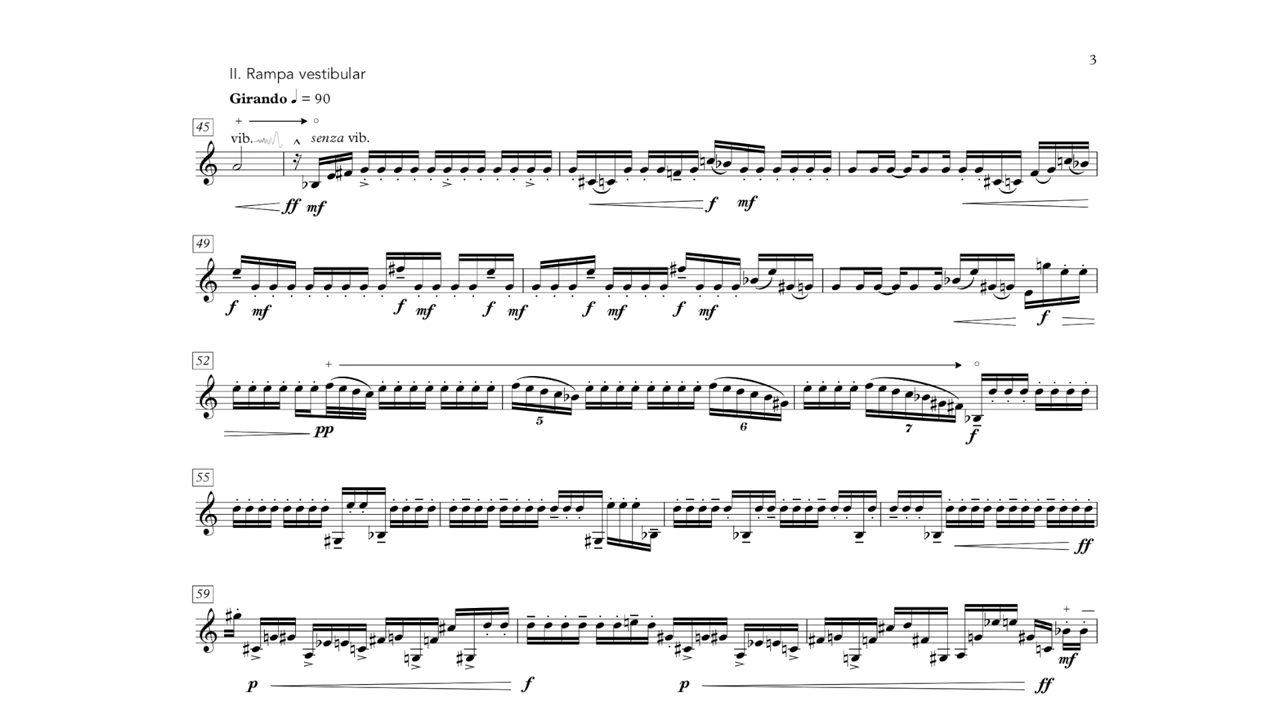 3
II. Rampa vestibular
Girando ♩ = 90
45
+ ○
vib. senza vib.
ff mf f mf
49
f mf f mf f mf f mf f mf f
52
+ ○
5 6 7
pp f
55
ff
59
+ —
mf
p f p ff